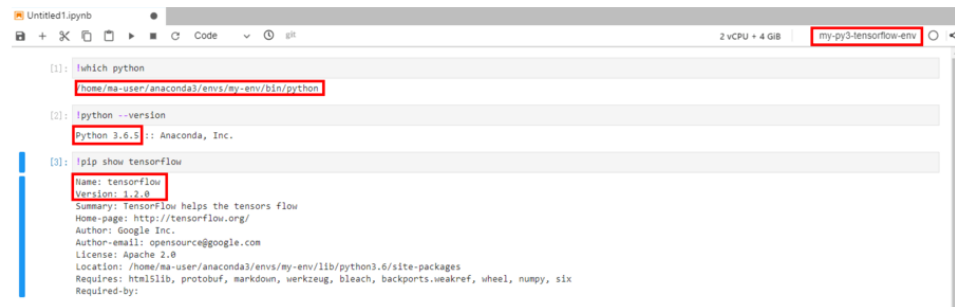 Untitled1.ipynb
Code
git
2 vCPU + 4 GiB
my-py3-tensorflow-env
[1]: !which python
/home/ma-user/anaconda3/envs/my-env/bin/python
[2]: !python --version
Python 3.6.5 :: Anaconda, Inc.
[3]: !pip show tensorflow
Name: tensorflow
Version: 1.2.0
Summary: TensorFlow helps the tensors flow
Home-page: http://tensorflow.org/
Author: Google Inc.
Author-email: opensource@google.com
License: Apache 2.0
Location: /home/ma-user/anaconda3/envs/my-env/lib/python3.6/site-packages
Requires: html5lib, protobuf, markdown, werkzeug, bleach, backports.weakref, wheel, numpy, six
Required-by: